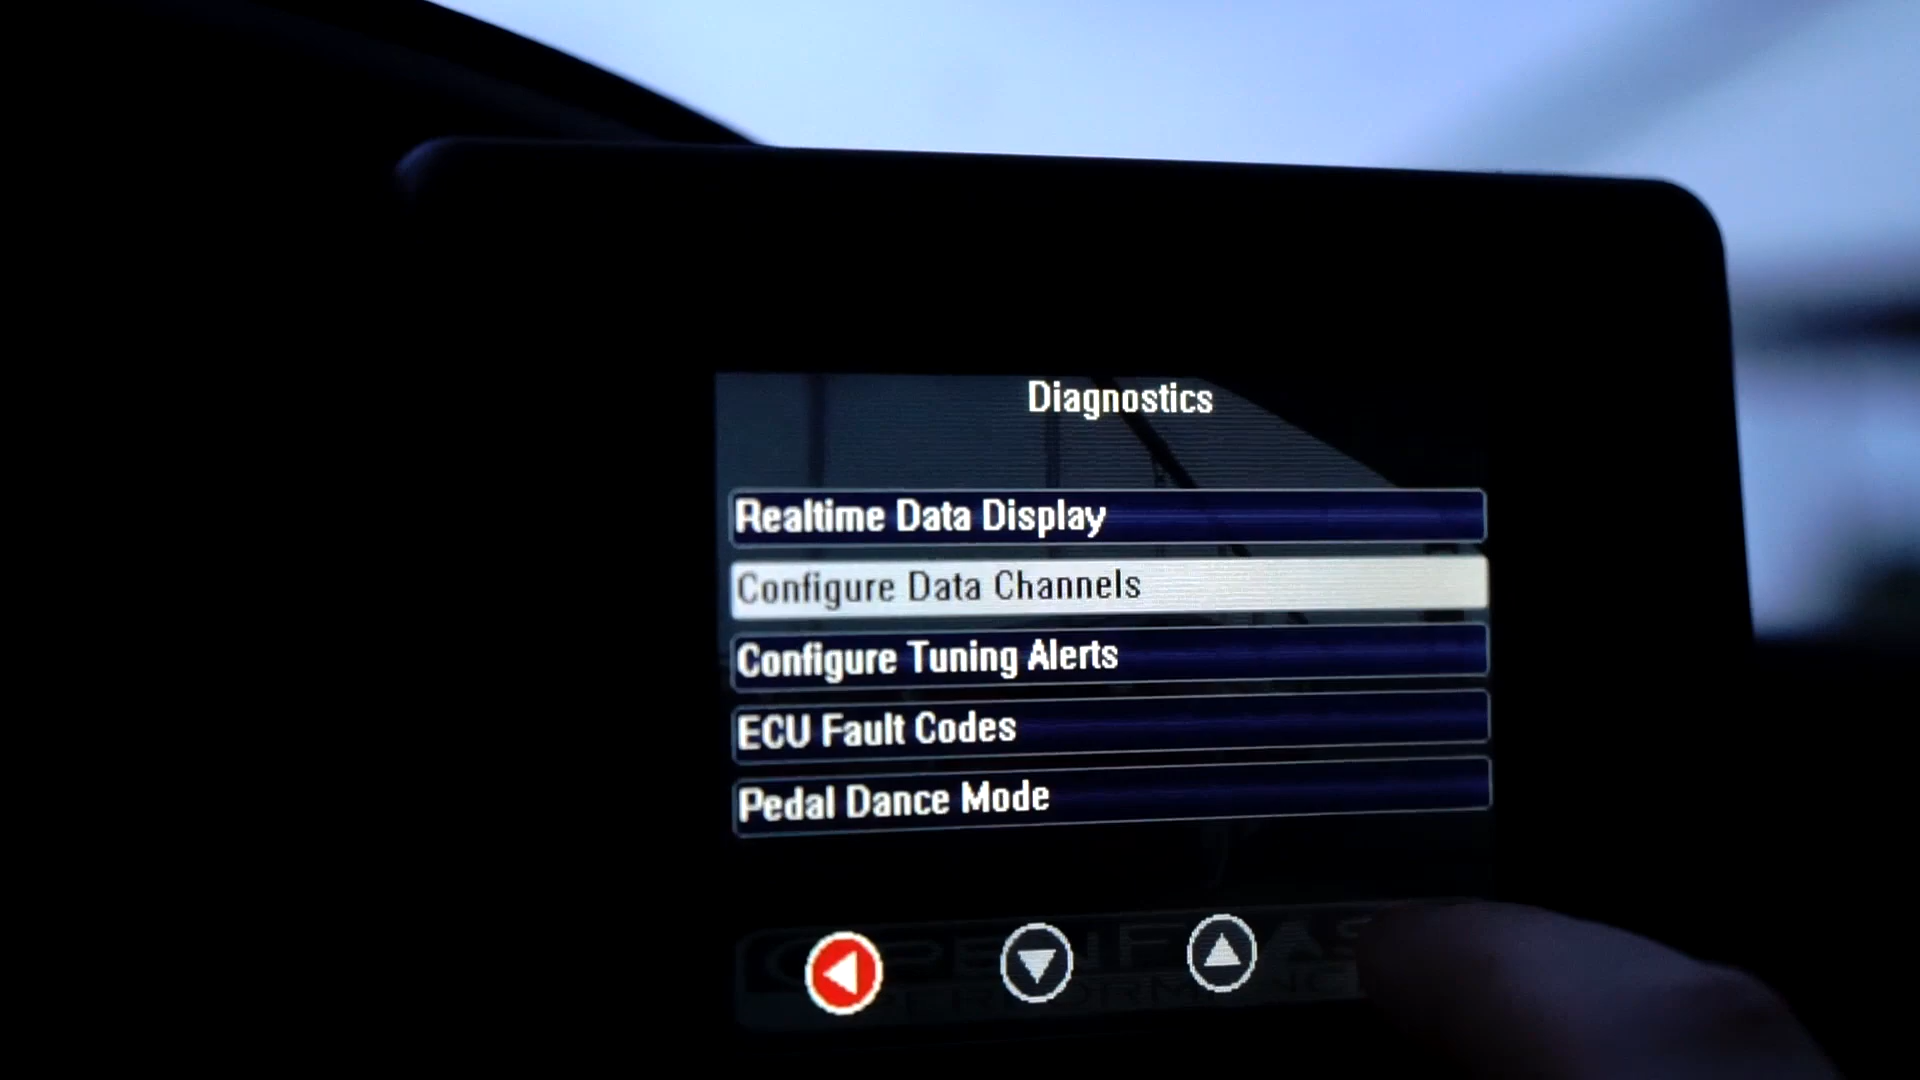 Diagnostics
Realtime Data Display
Configure Data Channels
Configure Tuning Alerts
ECU Fault Codes
Pedal Dance Mode